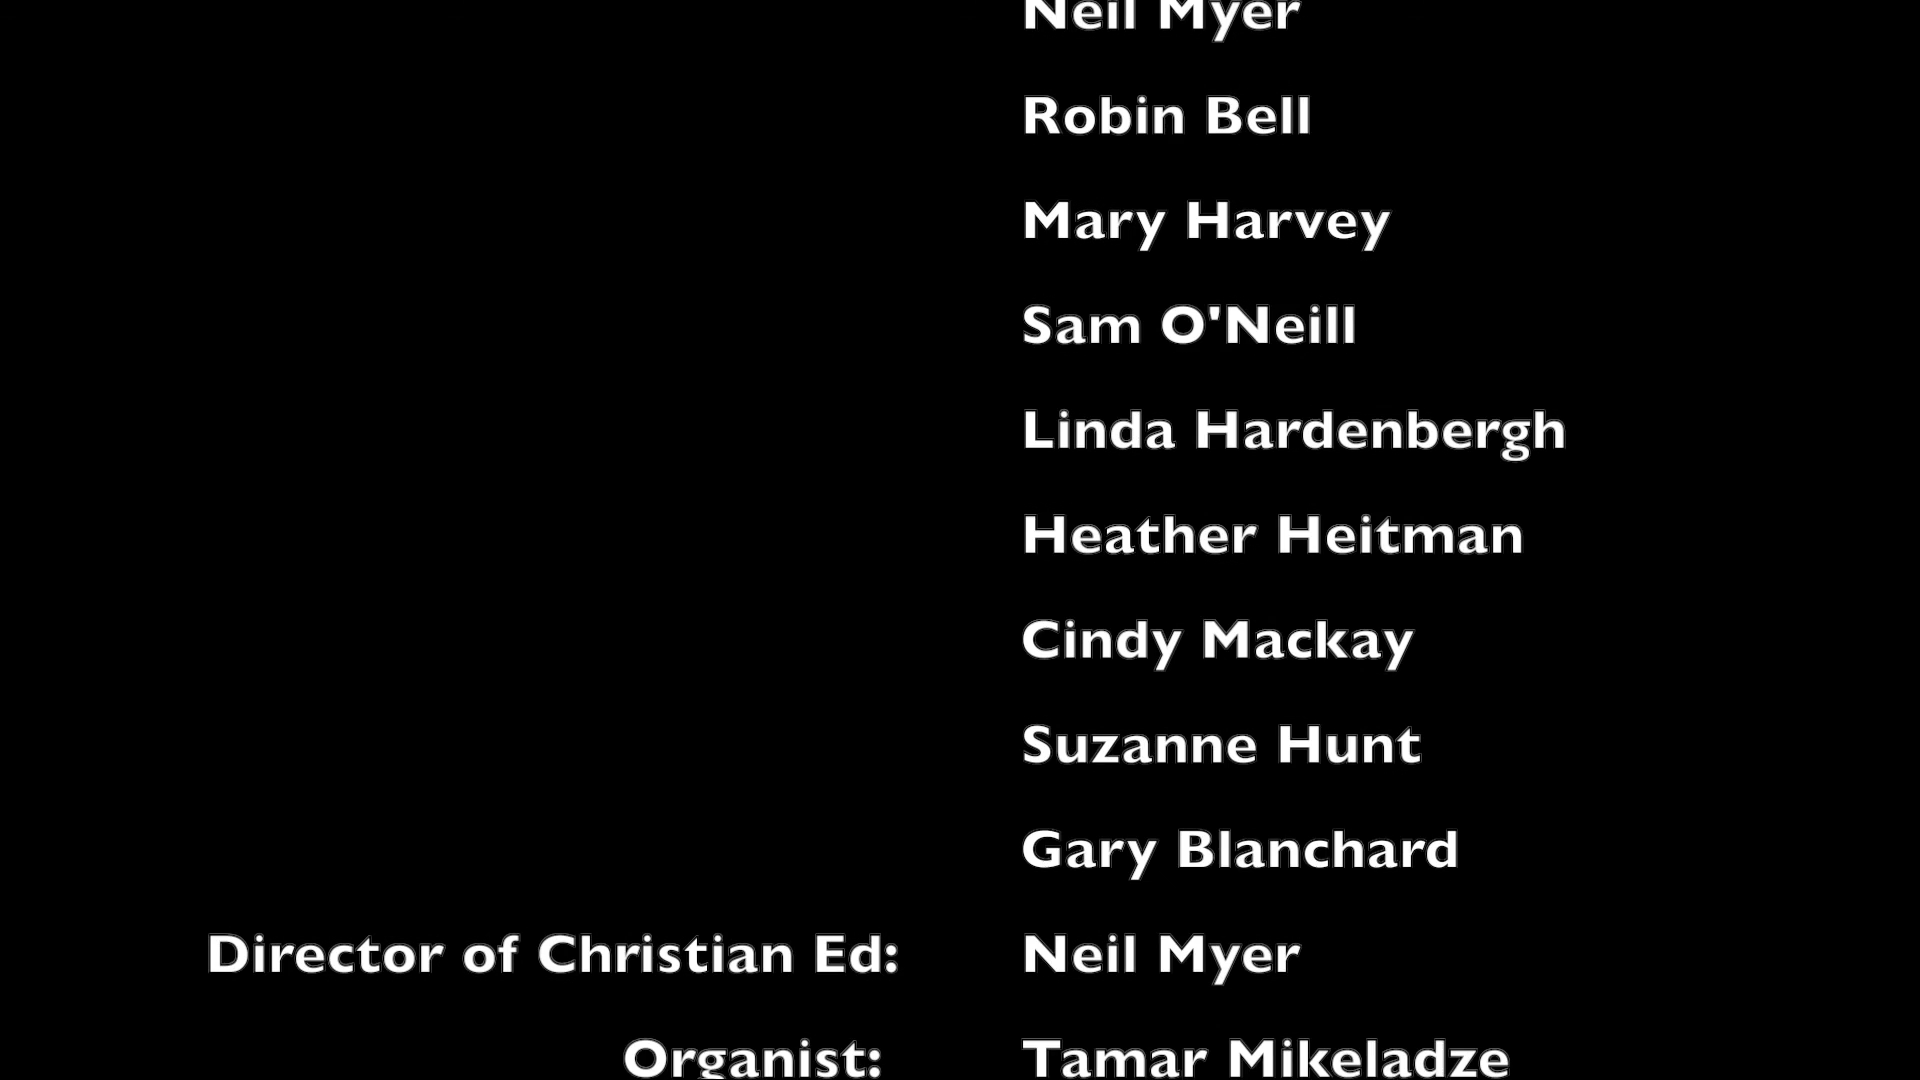 Neil Myer
Robin Bell
Mary Harvey
Sam O'Neill
Linda Hardenbergh
Heather Heitman
Cindy Mackay
Suzanne Hunt
Gary Blanchard
Director of Christian Ed: Neil Myer
Organist: Tamar Mikeladze